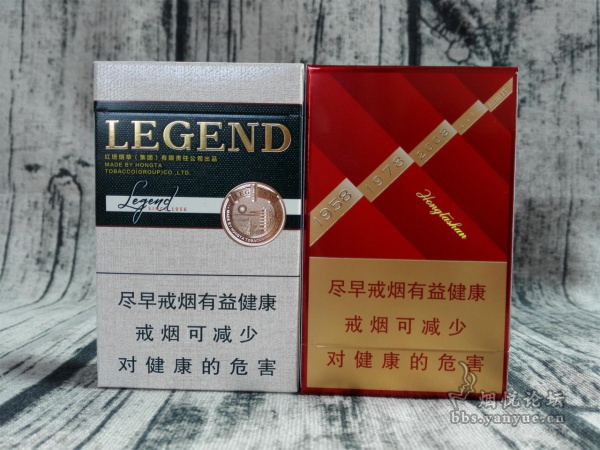 LEGEND
红塔烟草（集团）有限责任公司出品
MADE BY HONGTA
TOBACCO(GROUP)CO.,LTD.
Legend
SINCE 1956
尽早戒烟有益健康
戒烟可减少
对健康的危害
1958
1978
2008
Hongtashan
尽早戒烟有益健康
戒烟可减少
对健康的危害
烟悦论坛
bbs.yanyue.cn